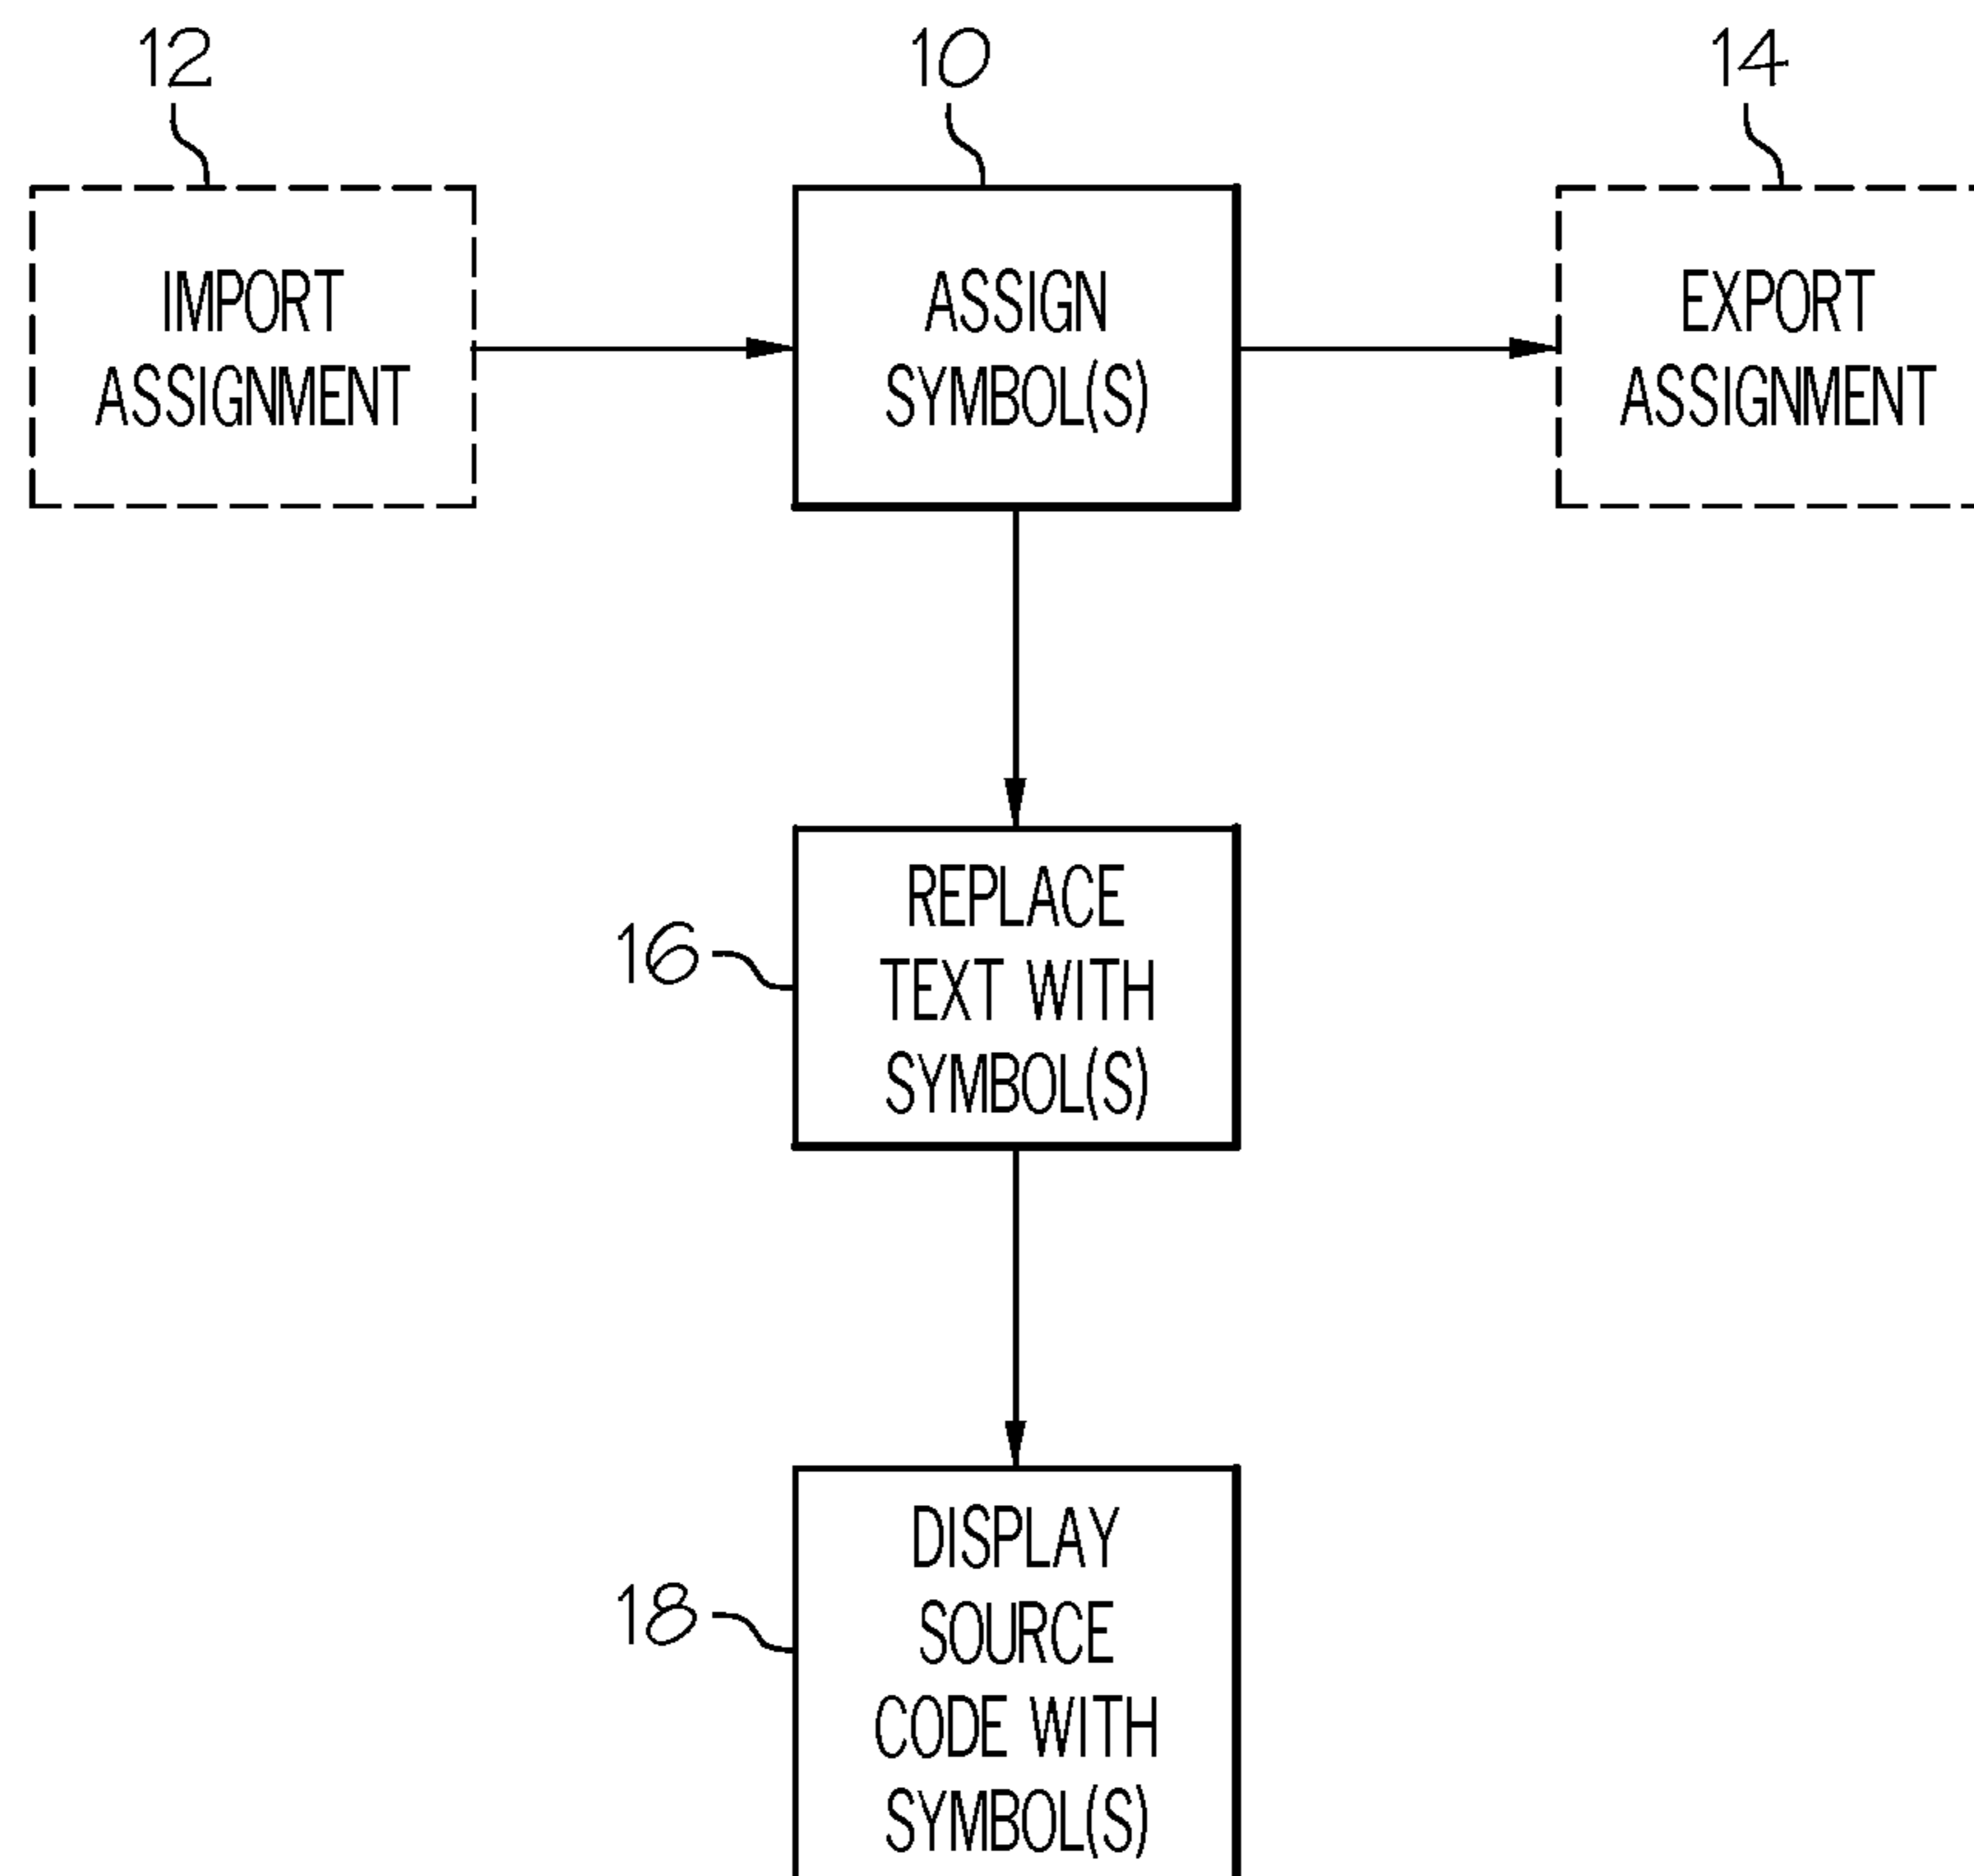 12
10
14
IMPORT
ASSIGNMENT
ASSIGN
SYMBOL(S)
EXPORT
ASSIGNMENT
16
REPLACE
TEXT WITH
SYMBOL(S)
18
DISPLAY
SOURCE
CODE WITH
SYMBOL(S)